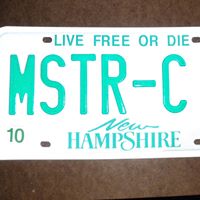 LIVE FREE OR DIE
MSTR-C
10
New
HAMPSHIRE